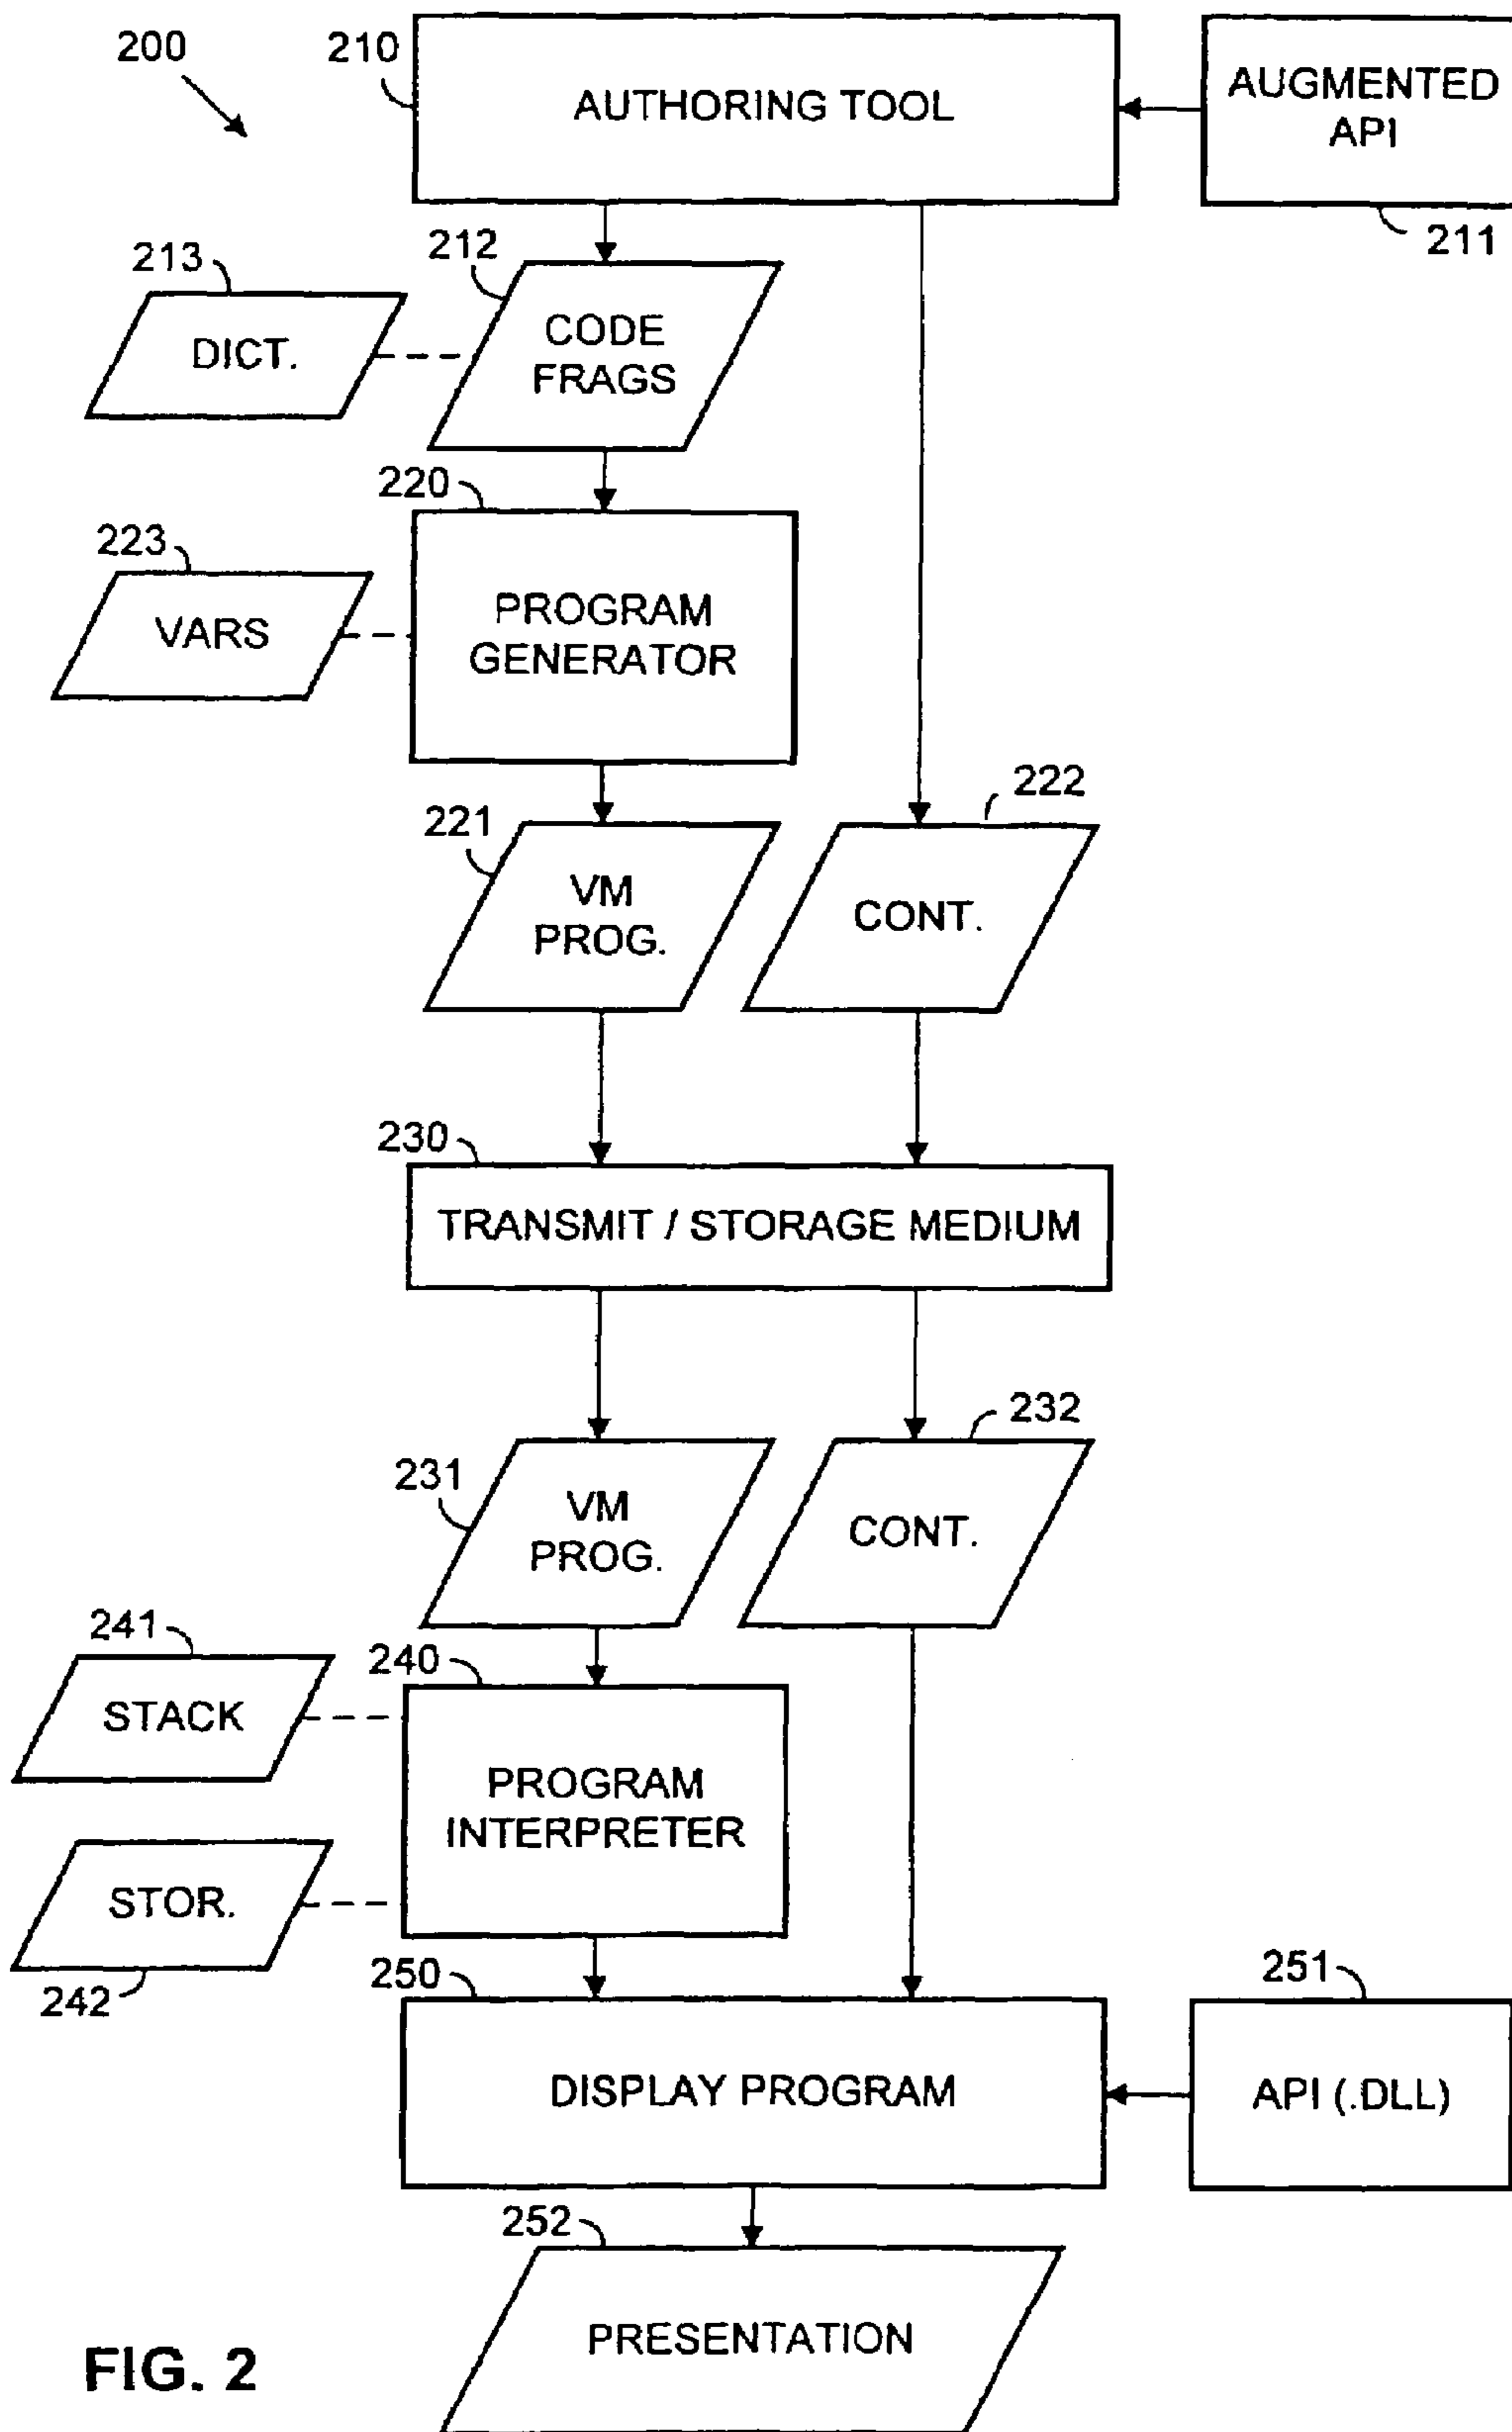 200
210
AUTHORING TOOL
AUGMENTED
API
211
213
212
DICT.
CODE
FRAGS
220
223
VARS
PROGRAM
GENERATOR
222
221
VM
PROG.
CONT.
230
TRANSMIT / STORAGE MEDIUM
232
231
VM
PROG.
CONT.
241
240
STACK
PROGRAM
INTERPRETER
STOR.
242
250
251
DISPLAY PROGRAM
API (.DLL)
252
PRESENTATION
FIG. 2